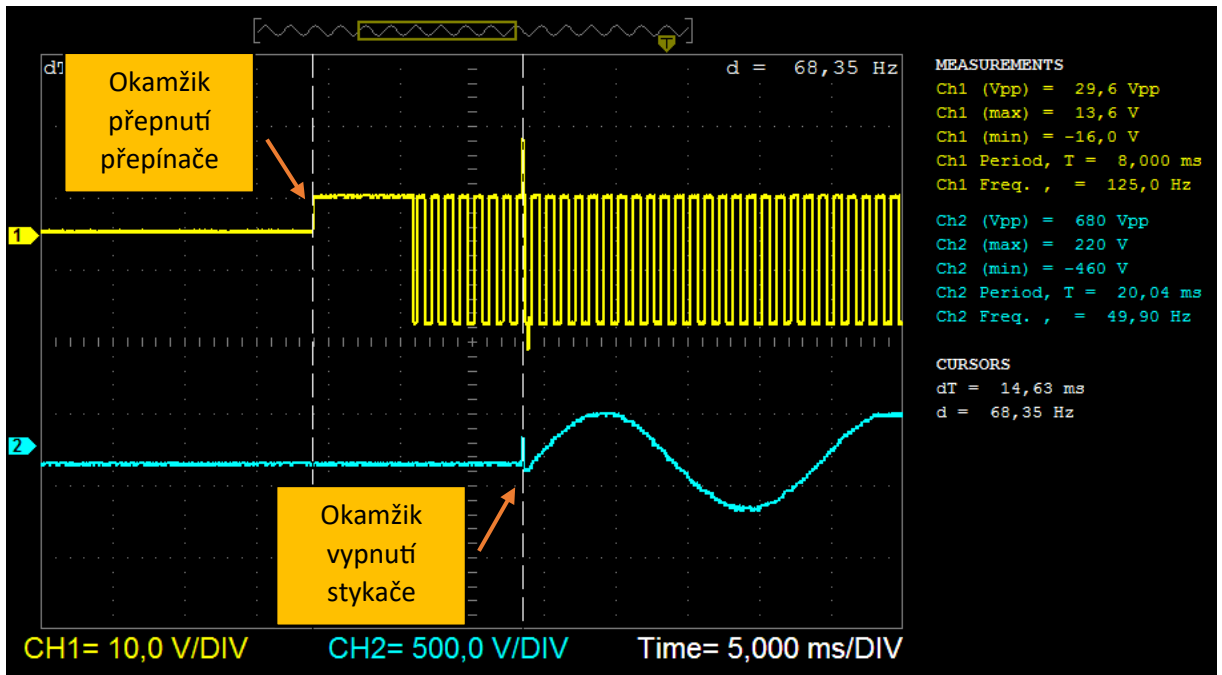 T
d = 68,35 Hz
Okamžik
přepnutí
přepínače
1
2
Okamžik
vypnutí
stykače
CH1= 10,0 V/DIV
CH2= 500,0 V/DIV
Time= 5,000 ms/DIV
MEASUREMENTS
Ch1 (Vpp) = 29,6 Vpp
Ch1 (max) = 13,6 V
Ch1 (min) = -16,0 V
Ch1 Period, T = 8,000 ms
Ch1 Freq. , = 125,0 Hz
Ch2 (Vpp) = 680 Vpp
Ch2 (max) = 220 V
Ch2 (min) = -460 V
Ch2 Period, T = 20,04 ms
Ch2 Freq. , = 49,90 Hz
CURSORS
dT = 14,63 ms
d = 68,35 Hz